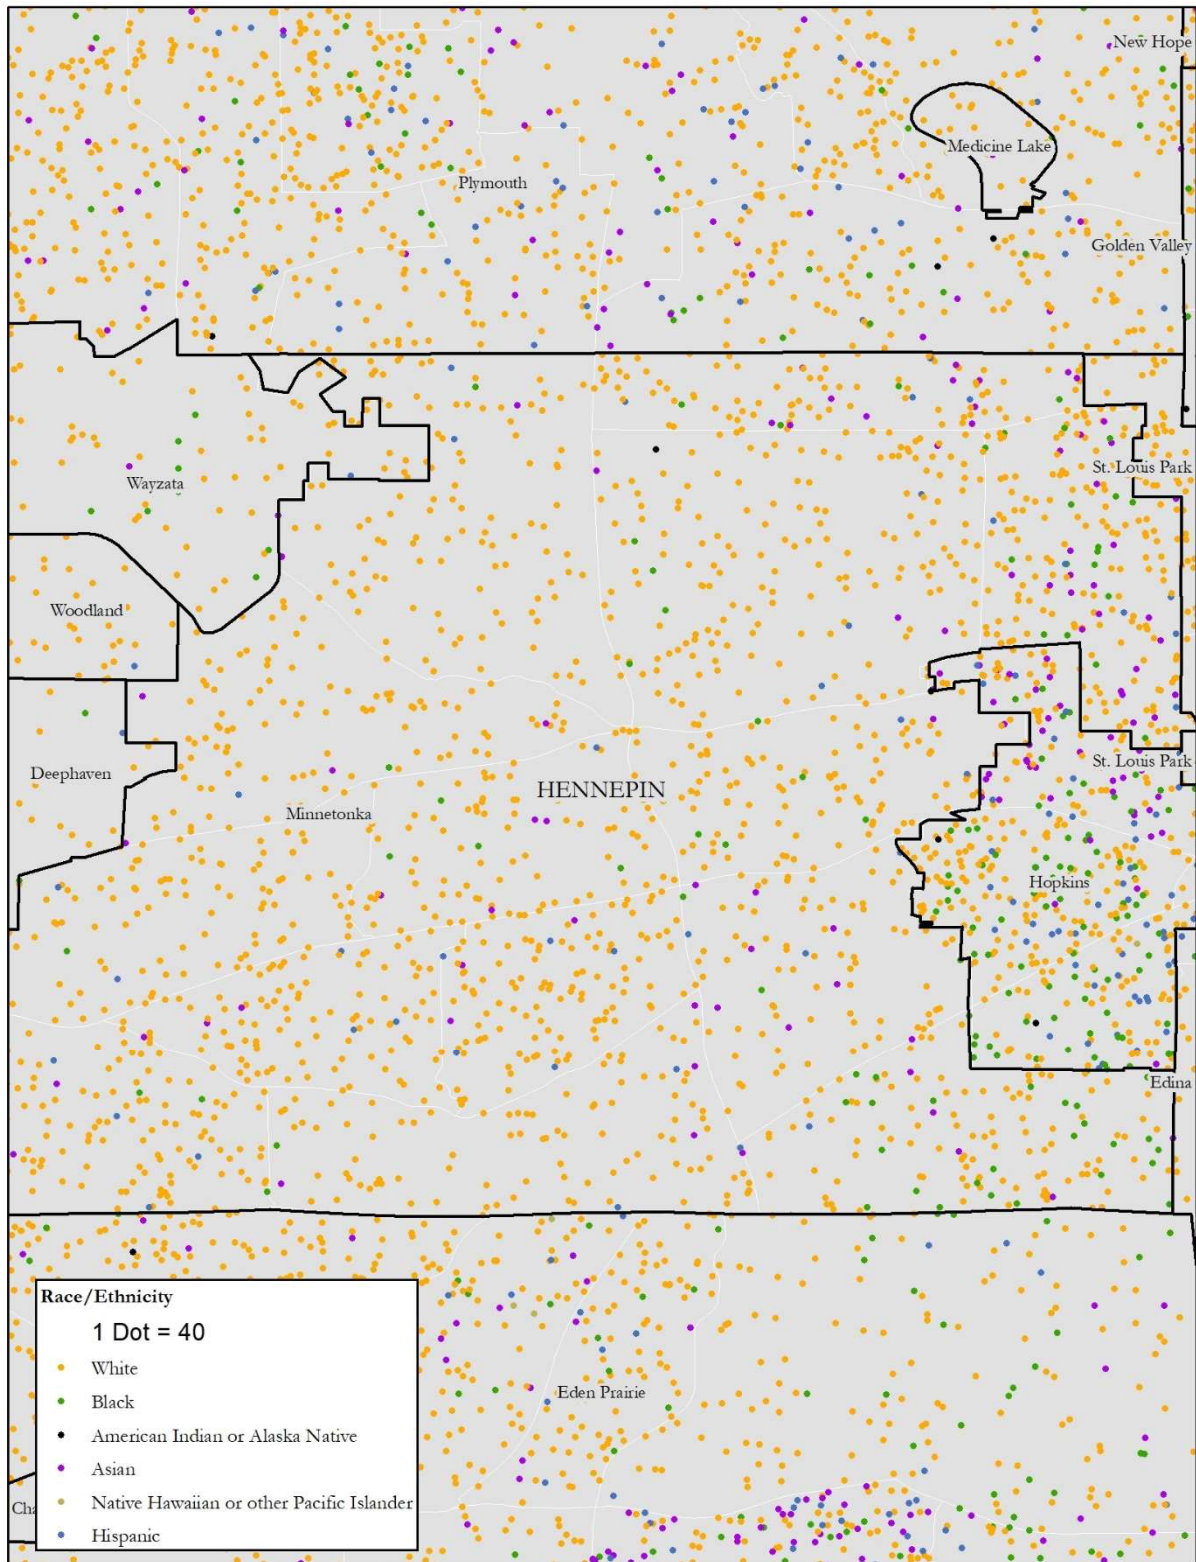 New Hope
Medicine Lake
Plymouth
Golden Valley
St. Louis Park
Wayzata
Woodland
St. Louis Park
Deephaven
HENNEPIN
Minnetonka
Hopkins
Edina
Race/Ethnicity
1 Dot = 40
White
Black
Eden Prairie
American Indian or Alaska Native
Asian
Native Hawaiian or other Pacific Islander
Cha
Hispanic